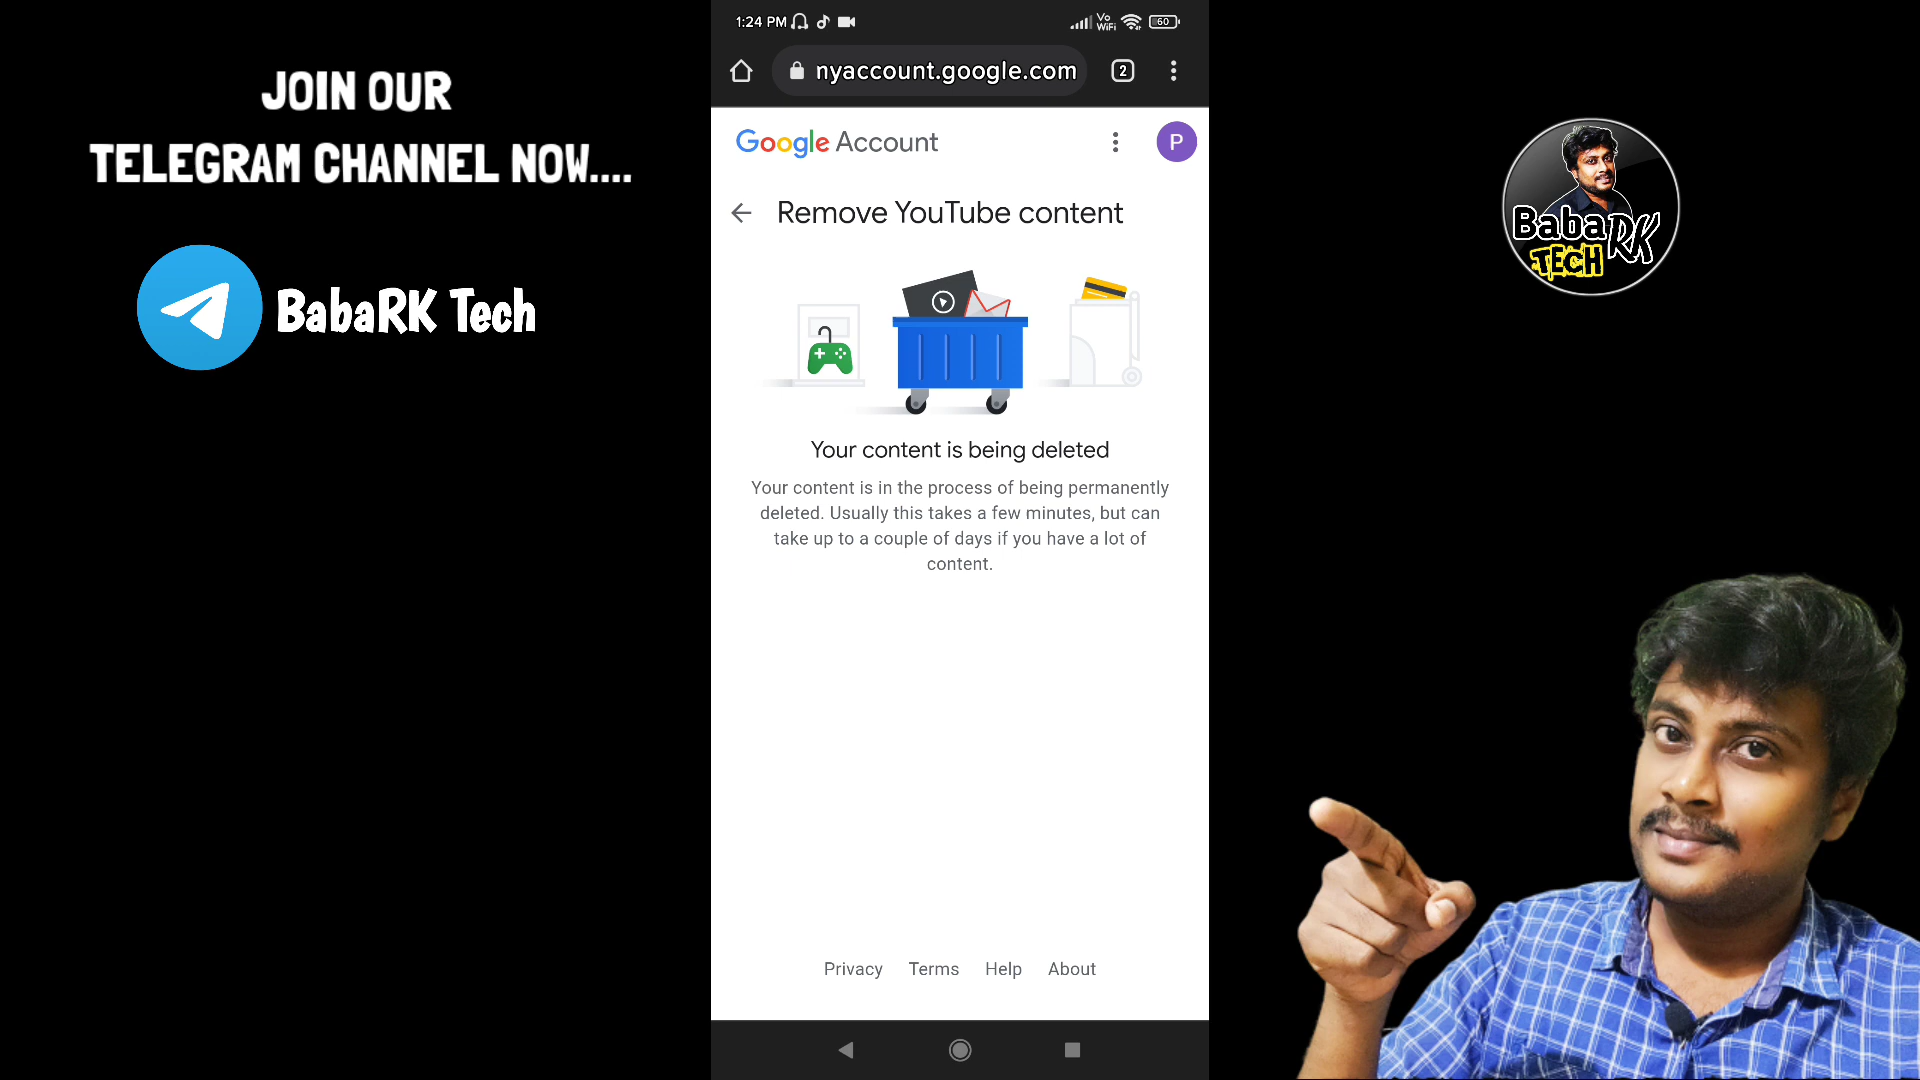 JOIN OUR
TELEGRAM CHANNEL NOW....
BabaRK Tech
1:24 PM
Vo
WiFi
60
nyaccount.google.com
2
Google Account
P
Remove YouTube content
Your content is being deleted
Your content is in the process of being permanently
deleted. Usually this takes a few minutes, but can
take up to a couple of days if you have a lot of
content.
Privacy Terms Help About
Baba RK
TECH